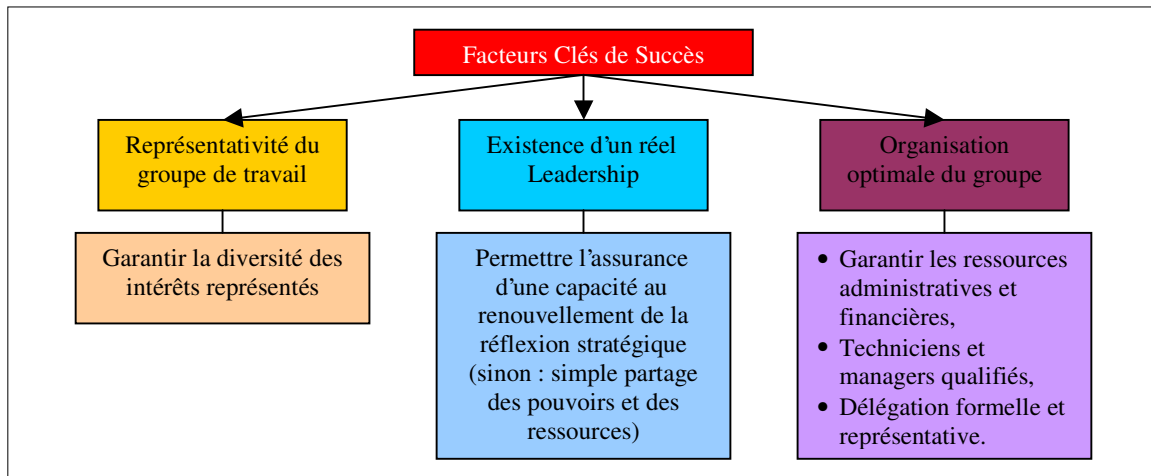 Facteurs Clés de Succès
Représentativité du
groupe de travail
Garantir la diversité des
intérêts représentés
Existence d'un réel
Leadership
Permettre l'assurance
d'une capacité au
renouvellement de la
réflexion stratégique
(sinon : simple partage
des pouvoirs et des
ressources)
Organisation
optimale du groupe
• Garantir les ressources
administratives et
financières,
• Techniciens et
managers qualifiés,
• Délégation formelle et
représentative.